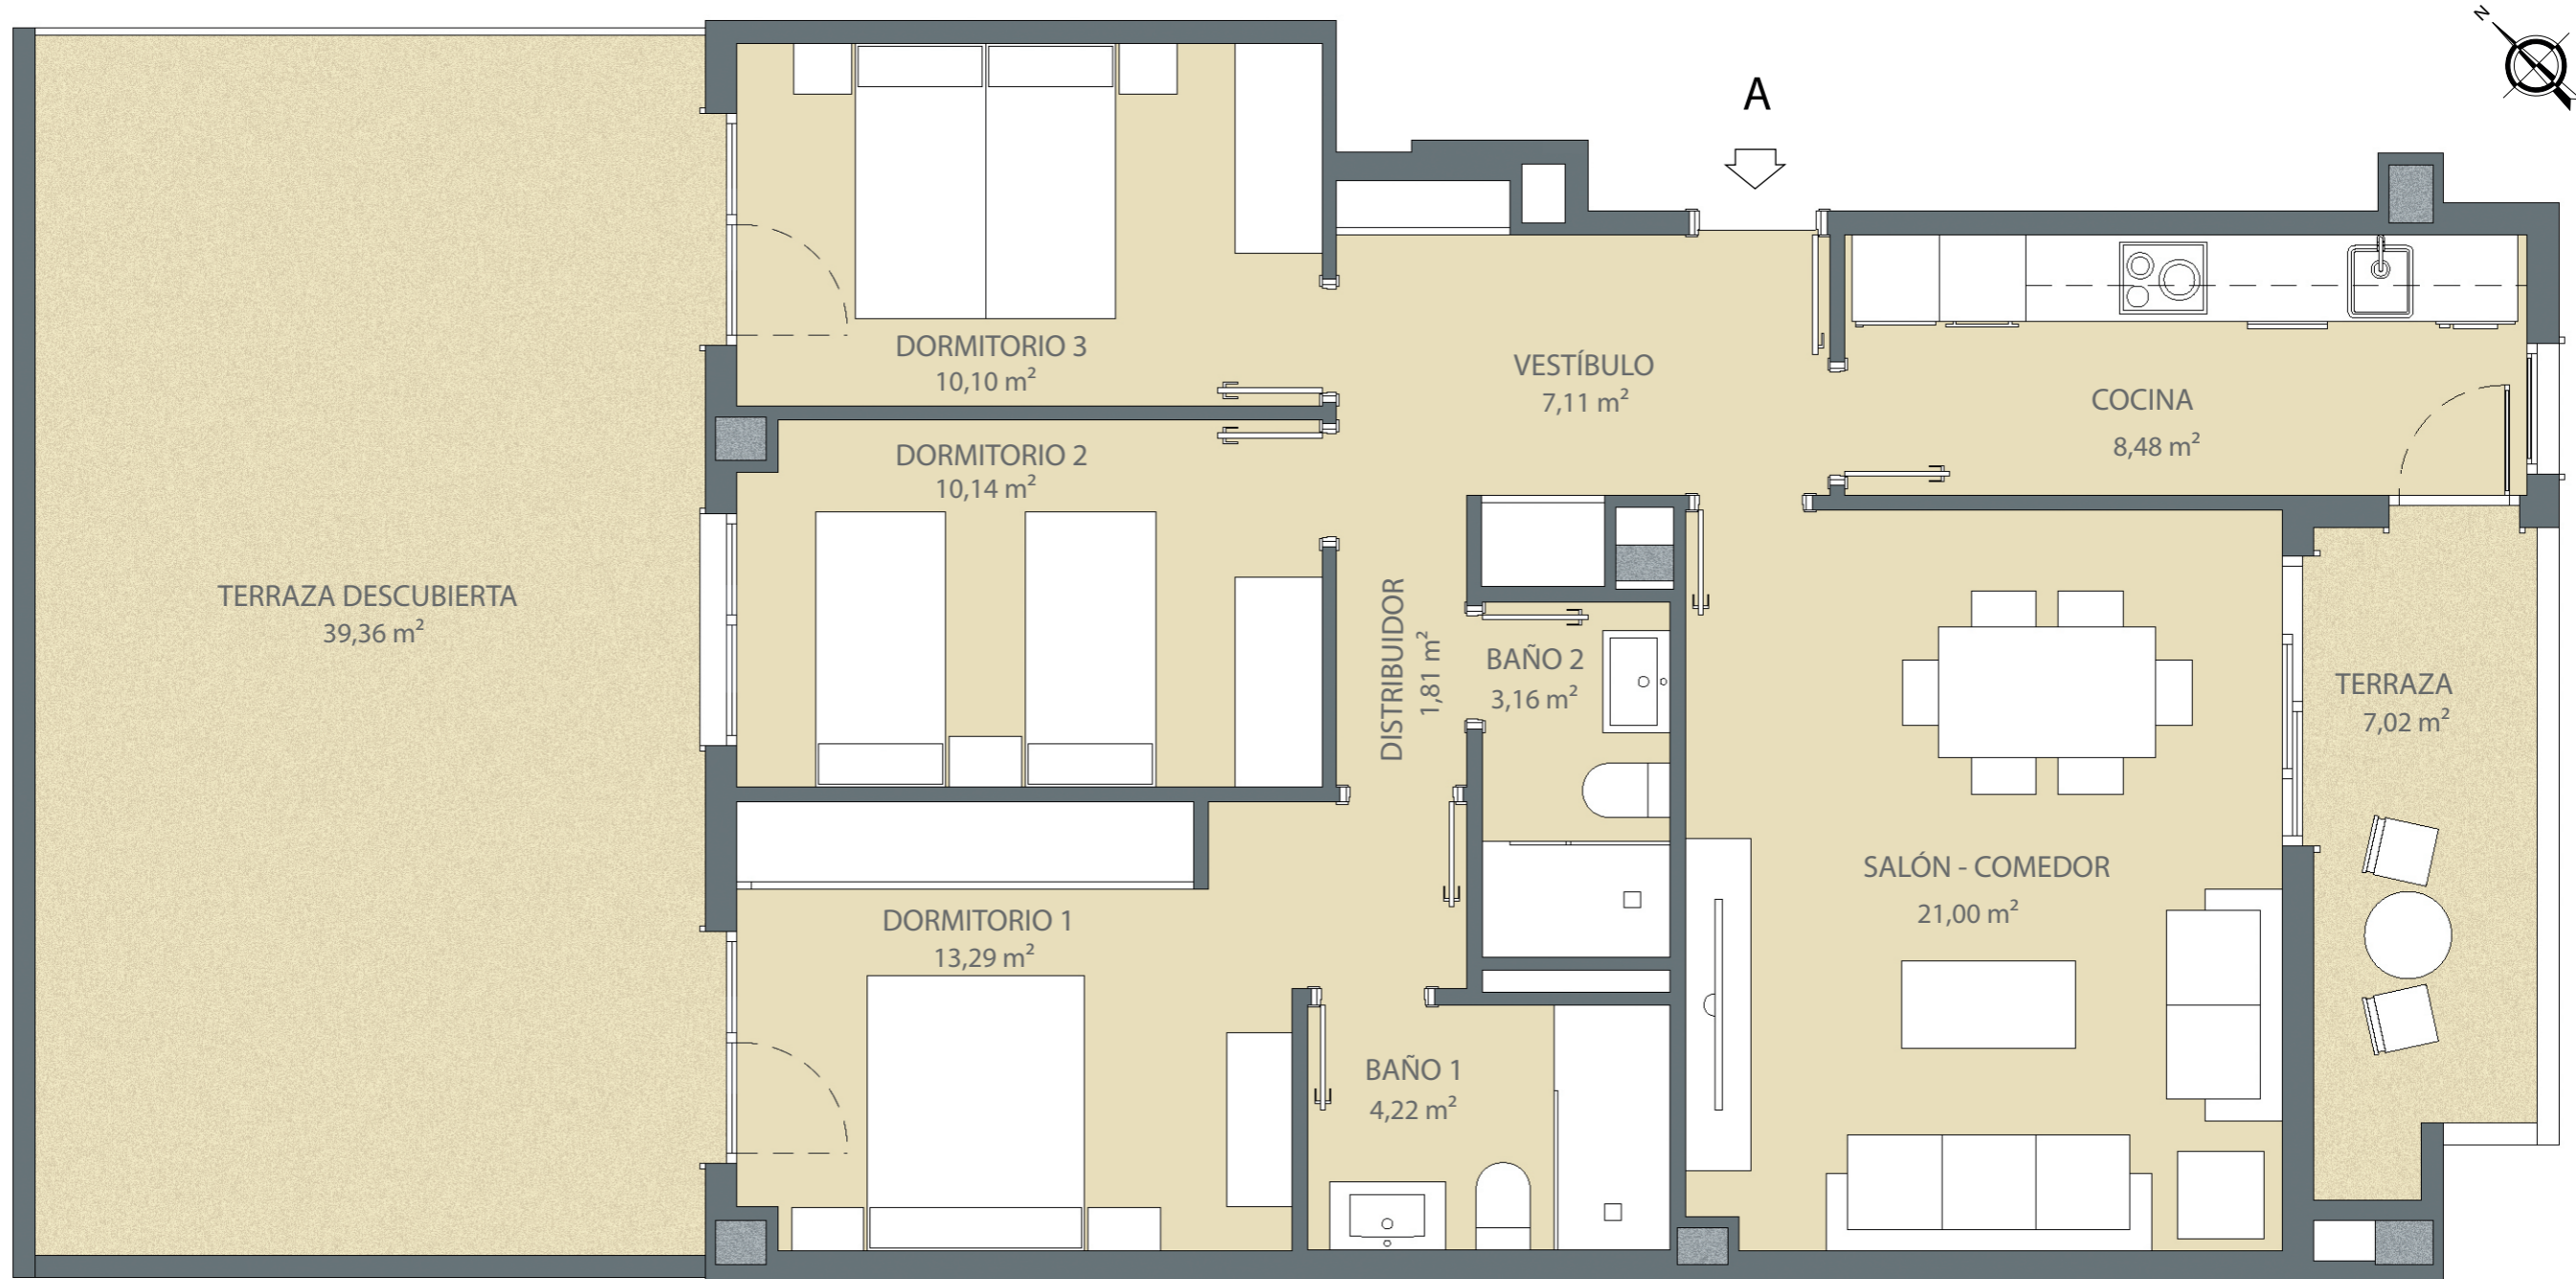 N
A
DORMITORIO 3
10,10 m²
VESTÍBULO
7,11 m²
COCINA
8,48 m²
DORMITORIO 2
10,14 m²
TERRAZA DESCUBIERTA
39,36 m²
DISTRIBUIDOR
1,81 m²
BAÑO 2
3,16 m²
TERRAZA
7,02 m²
SALÓN - COMEDOR
21,00 m²
DORMITORIO 1
13,29 m²
BAÑO 1
4,22 m²